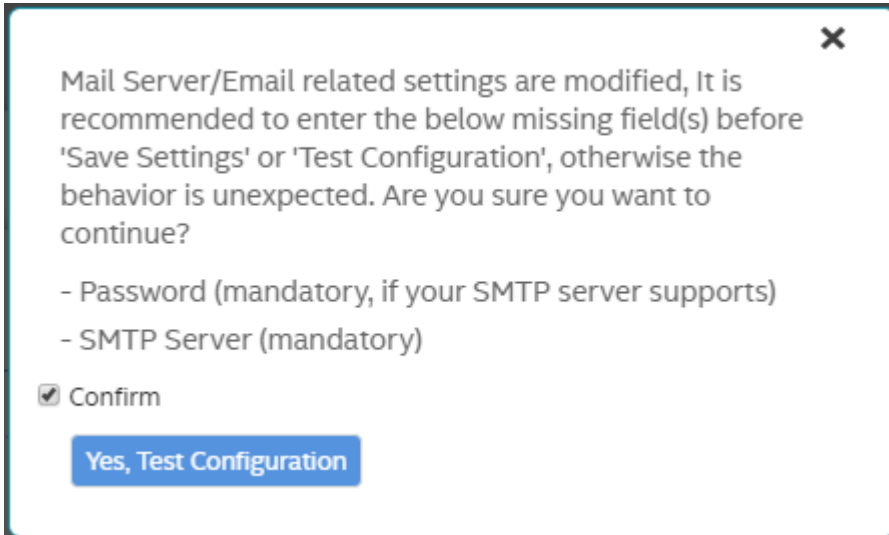 Mail Server/Email related settings are modified, It is
recommended to enter the below missing field(s) before
'Save Settings' or 'Test Configuration', otherwise the
behavior is unexpected. Are you sure you want to
continue?
- Password (mandatory, if your SMTP server supports)
- SMTP Server (mandatory)
Confirm
Yes, Test Configuration